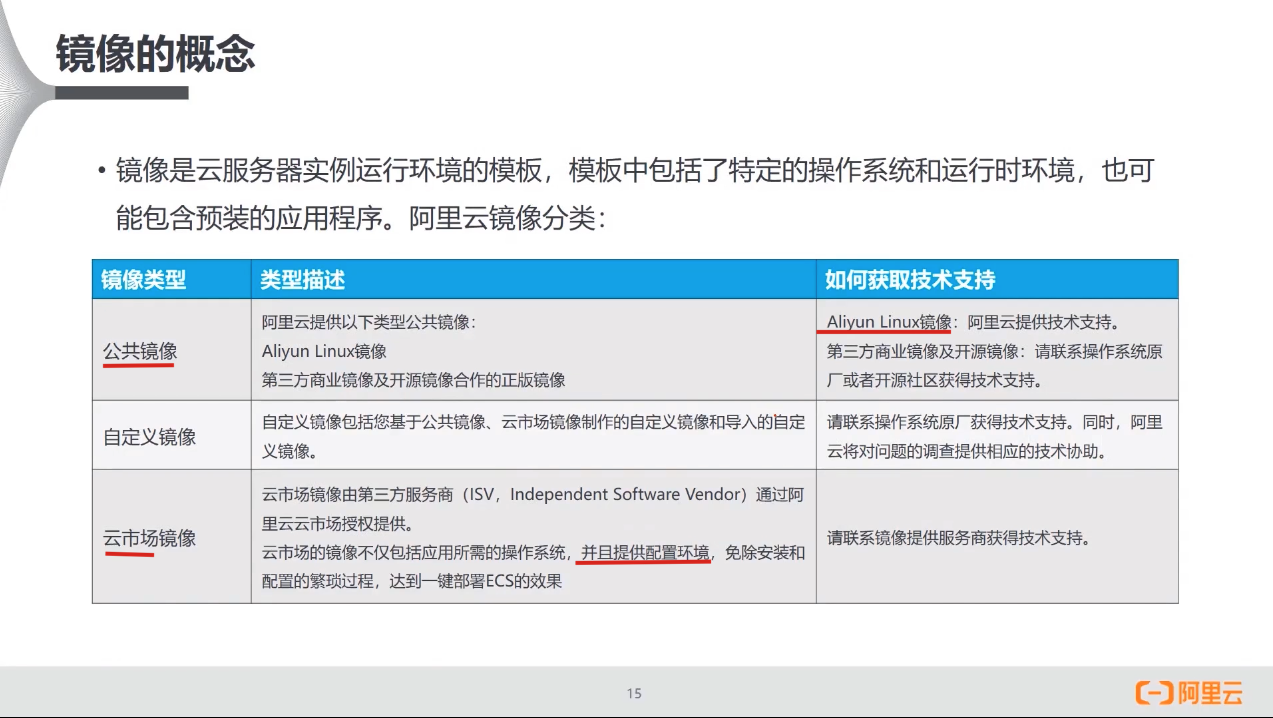 镜像的概念
• 镜像是云服务器实例运行环境的模板，模板中包括了特定的操作系统和运行时环境，也可
能包含预装的应用程序。阿里云镜像分类：
镜像类型
类型描述
如何获取技术支持
公共镜像
阿里云提供以下类型公共镜像：
Aliyun Linux镜像
第三方商业镜像及开源镜像合作的正版镜像
Aliyun Linux镜像：阿里云提供技术支持。
第三方商业镜像及开源镜像：请联系操作系统原
厂或者开源社区获得技术支持。
自定义镜像
自定义镜像包括您基于公共镜像、云市场镜像制作的自定义镜像和导入的自定
义镜像。
请联系操作系统原厂获得技术支持。同时，阿里
云将对问题的调查提供相应的技术协助。
云市场镜像
云市场镜像由第三方服务商（ISV，Independent Software Vendor）通过阿
里云云市场授权提供。
云市场的镜像不仅包括应用所需的操作系统，并且提供配置环境，免除安装和
配置的繁琐过程，达到一键部署ECS的效果
请联系镜像提供服务商获得技术支持。
15
阿里云